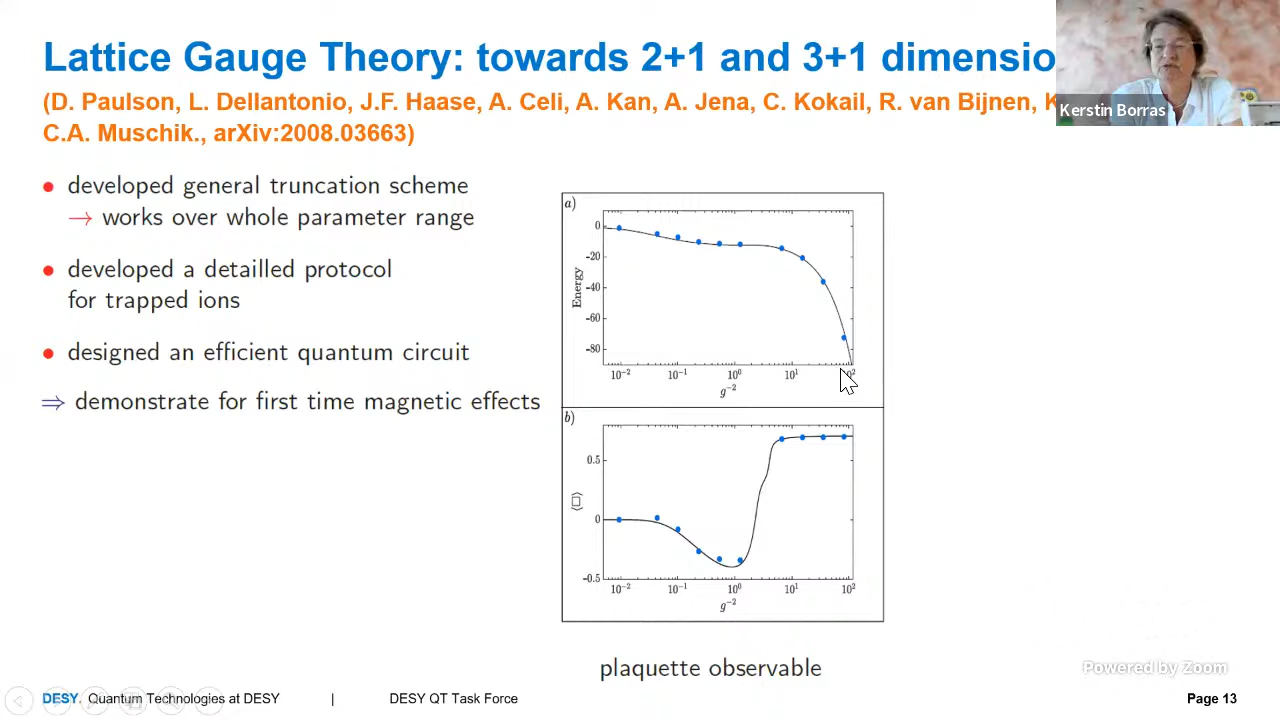 Lattice Gauge Theory: towards 2+1 and 3+1 dimensio
(D. Paulson, L. Dellantonio, J.F. Haase, A. Celi, A. Kan, A. Jena, C. Kokail, R. van Bijnen, K
C.A. Muschik., arXiv:2008.03663)
Kerstin Borras
• developed general truncation scheme
→ works over whole parameter range
• developed a detailled protocol
for trapped ions
• designed an efficient quantum circuit
⇒ demonstrate for first time magnetic effects
a)
Energy
0
-20
-40
-60
-80
10⁻² 10⁻¹ 10⁰ 10¹ 10²
g⁻²
b)
⟨□⟩
0.5
0
-0.5
10⁻² 10⁻¹ 10⁰ 10¹ 10²
g⁻²
plaquette observable
Powered by Zoom
DESY. Quantum Technologies at DESY | DESY QT Task Force Page 13